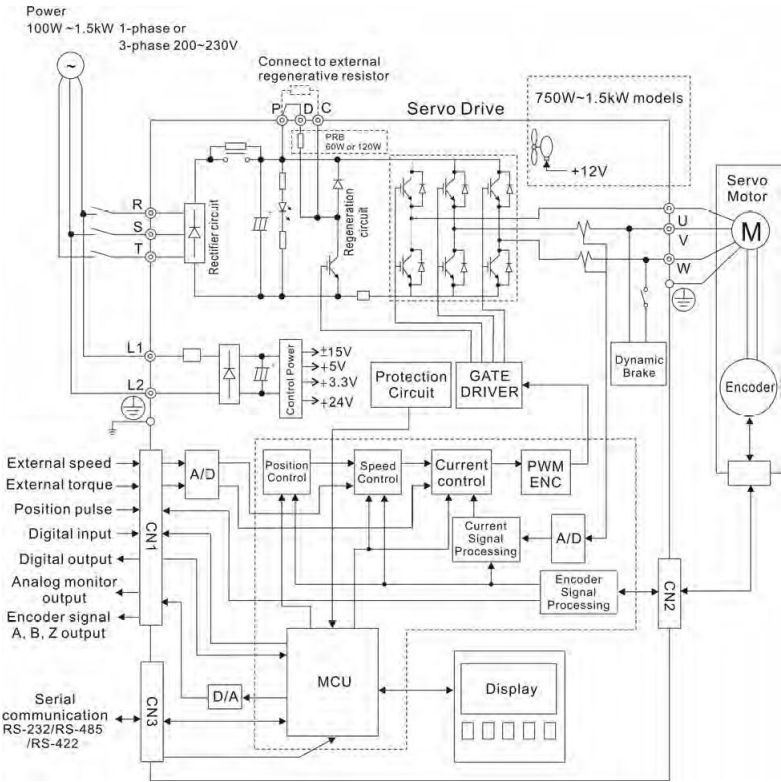 Power
100W ~1.5kW 1-phase or
3-phase 200~230V
Connect to external
regenerative resistor
P
D
C
Servo Drive
750W~1.5kW models
+12V
PRB
60W or 120W
Servo
Motor
R
S
T
Rectifier circuit
Regeneration
circuit
U
V
W
M
L1
L2
Control Power
±15V
+5V
+3.3V
+24V
Protection
Circuit
GATE
DRIVER
Dynamic
Brake
Encoder
External speed
External torque
Position pulse
Digital input
Digital output
Analog monitor
output
Encoder signal
A, B, Z output
CN1
A/D
Position
Control
Speed
Control
Current
control
PWM
ENC
Current
Signal
Processing
A/D
Encoder
Signal
Processing
CN2
MCU
D/A
Display
Serial
communication
RS-232/RS-485
/RS-422
CN3